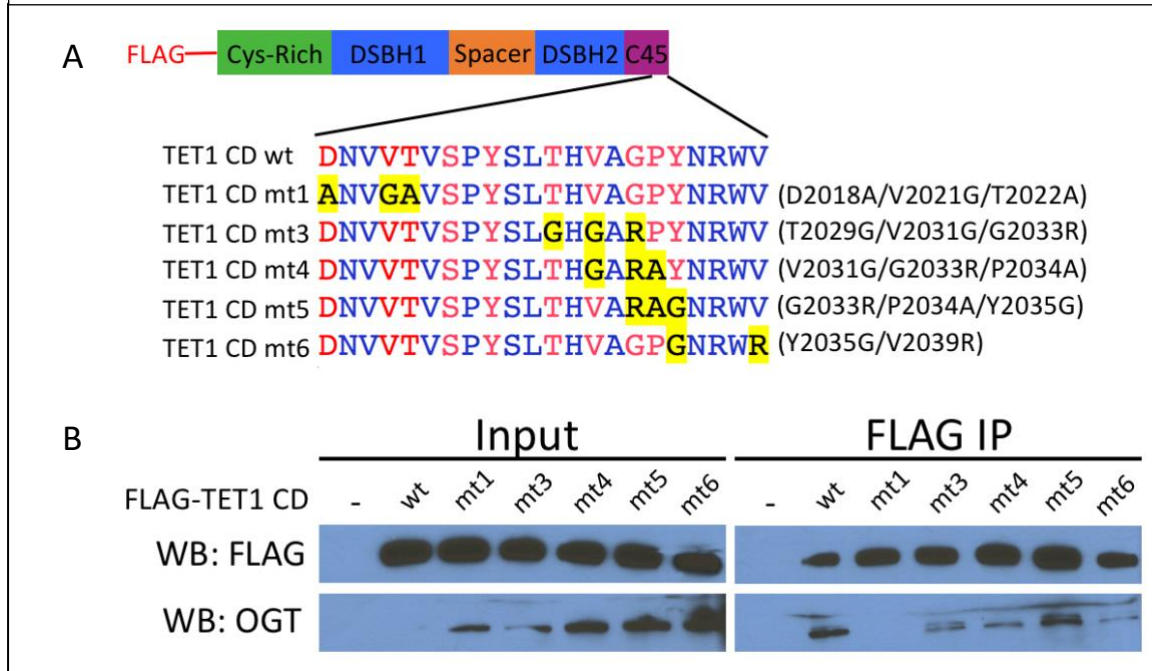 A
FLAG Cys-Rich DSBH1 Spacer DSBH2 C45
TET1 CD wt DNVVTVSPYSLTHVAGPYNRWV
TET1 CD mt1 ANVGAVSPYSLTHVAGPYNRWV (D2018A/V2021G/T2022A)
TET1 CD mt3 DNVVTVSPYSLGHGARPYNRWV (T2029G/V2031G/G2033R)
TET1 CD mt4 DNVVTVSPYSLTHGARAYNRWV (V2031G/G2033R/P2034A)
TET1 CD mt5 DNVVTVSPYSLTHVARAGNRWV (G2033R/P2034A/Y2035G)
TET1 CD mt6 DNVVTVSPYSLTHVAGPGNRWR (Y2035G/V2039R)
B
Input FLAG IP
FLAG-TET1 CD - wt mt1 mt3 mt4 mt5 mt6 - wt mt1 mt3 mt4 mt5 mt6
WB: FLAG
WB: OGT